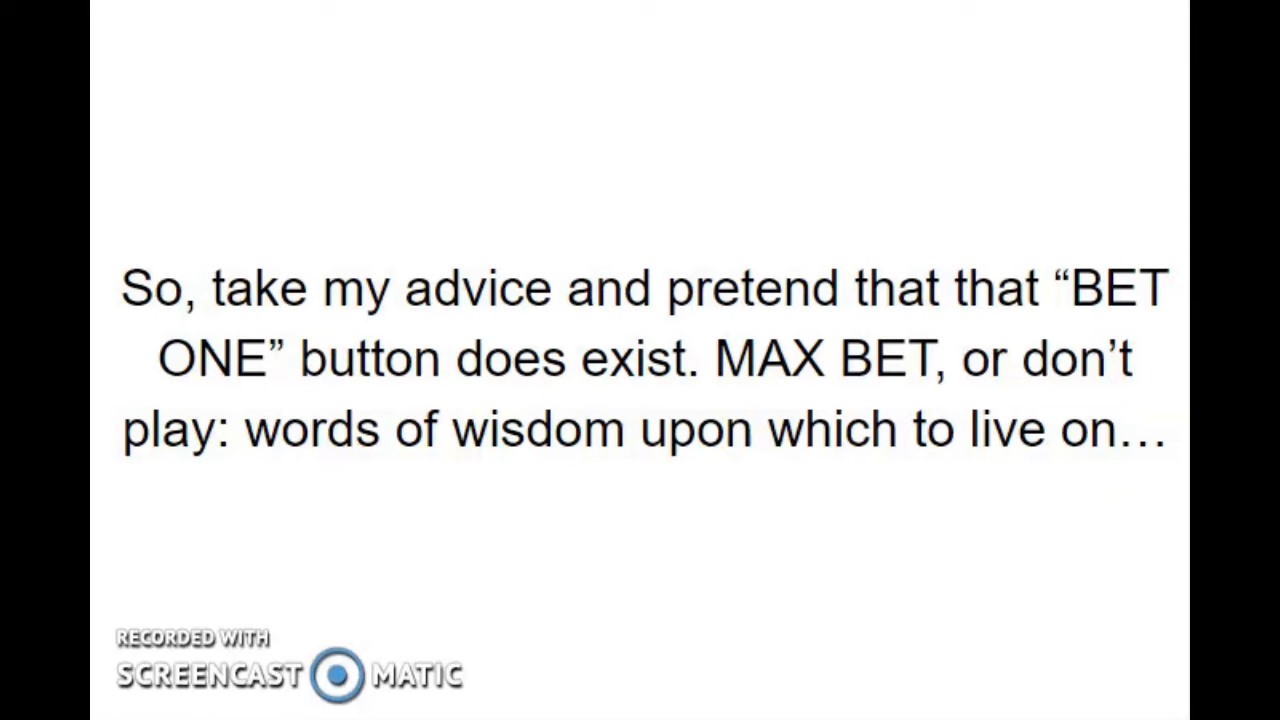 So, take my advice and pretend that that “BET
ONE” button does exist. MAX BET, or don’t
play: words of wisdom upon which to live on…
RECORDED WITH
SCREENCAST MATIC